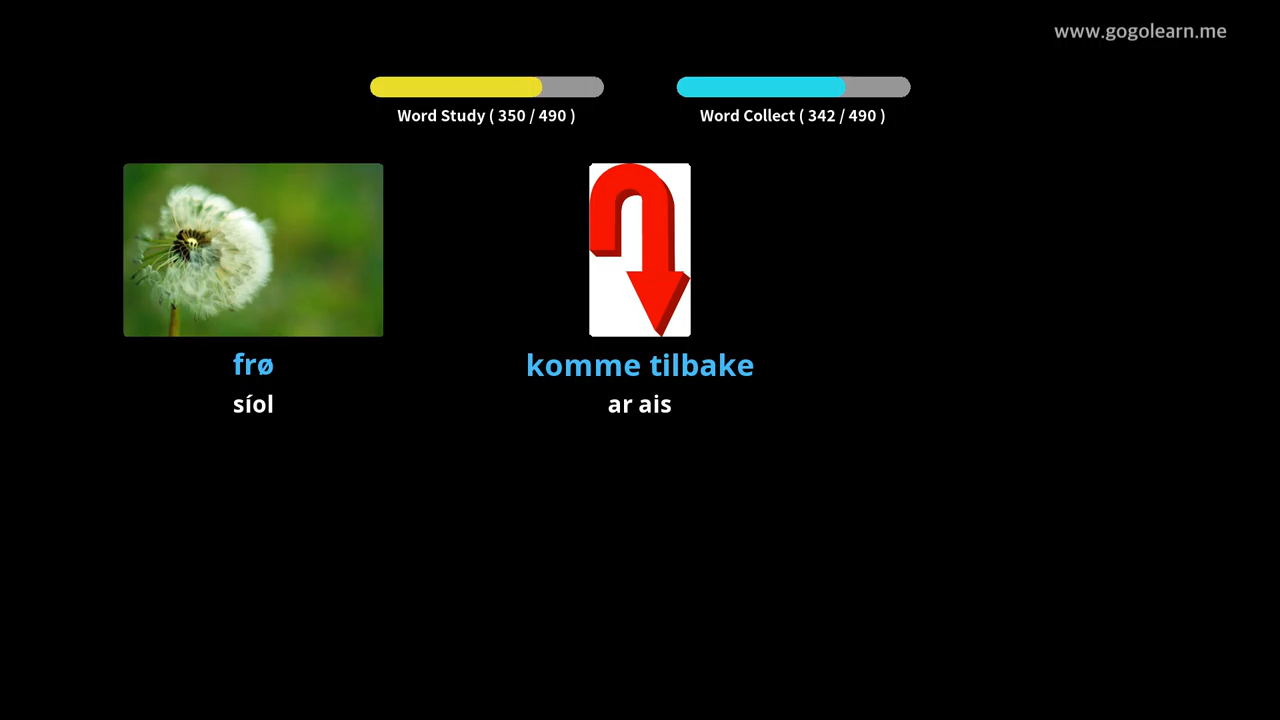 www.gogolearn.me
Word Study ( 350 / 490 )
Word Collect ( 342 / 490 )
frø
komme tilbake
síol
ar ais